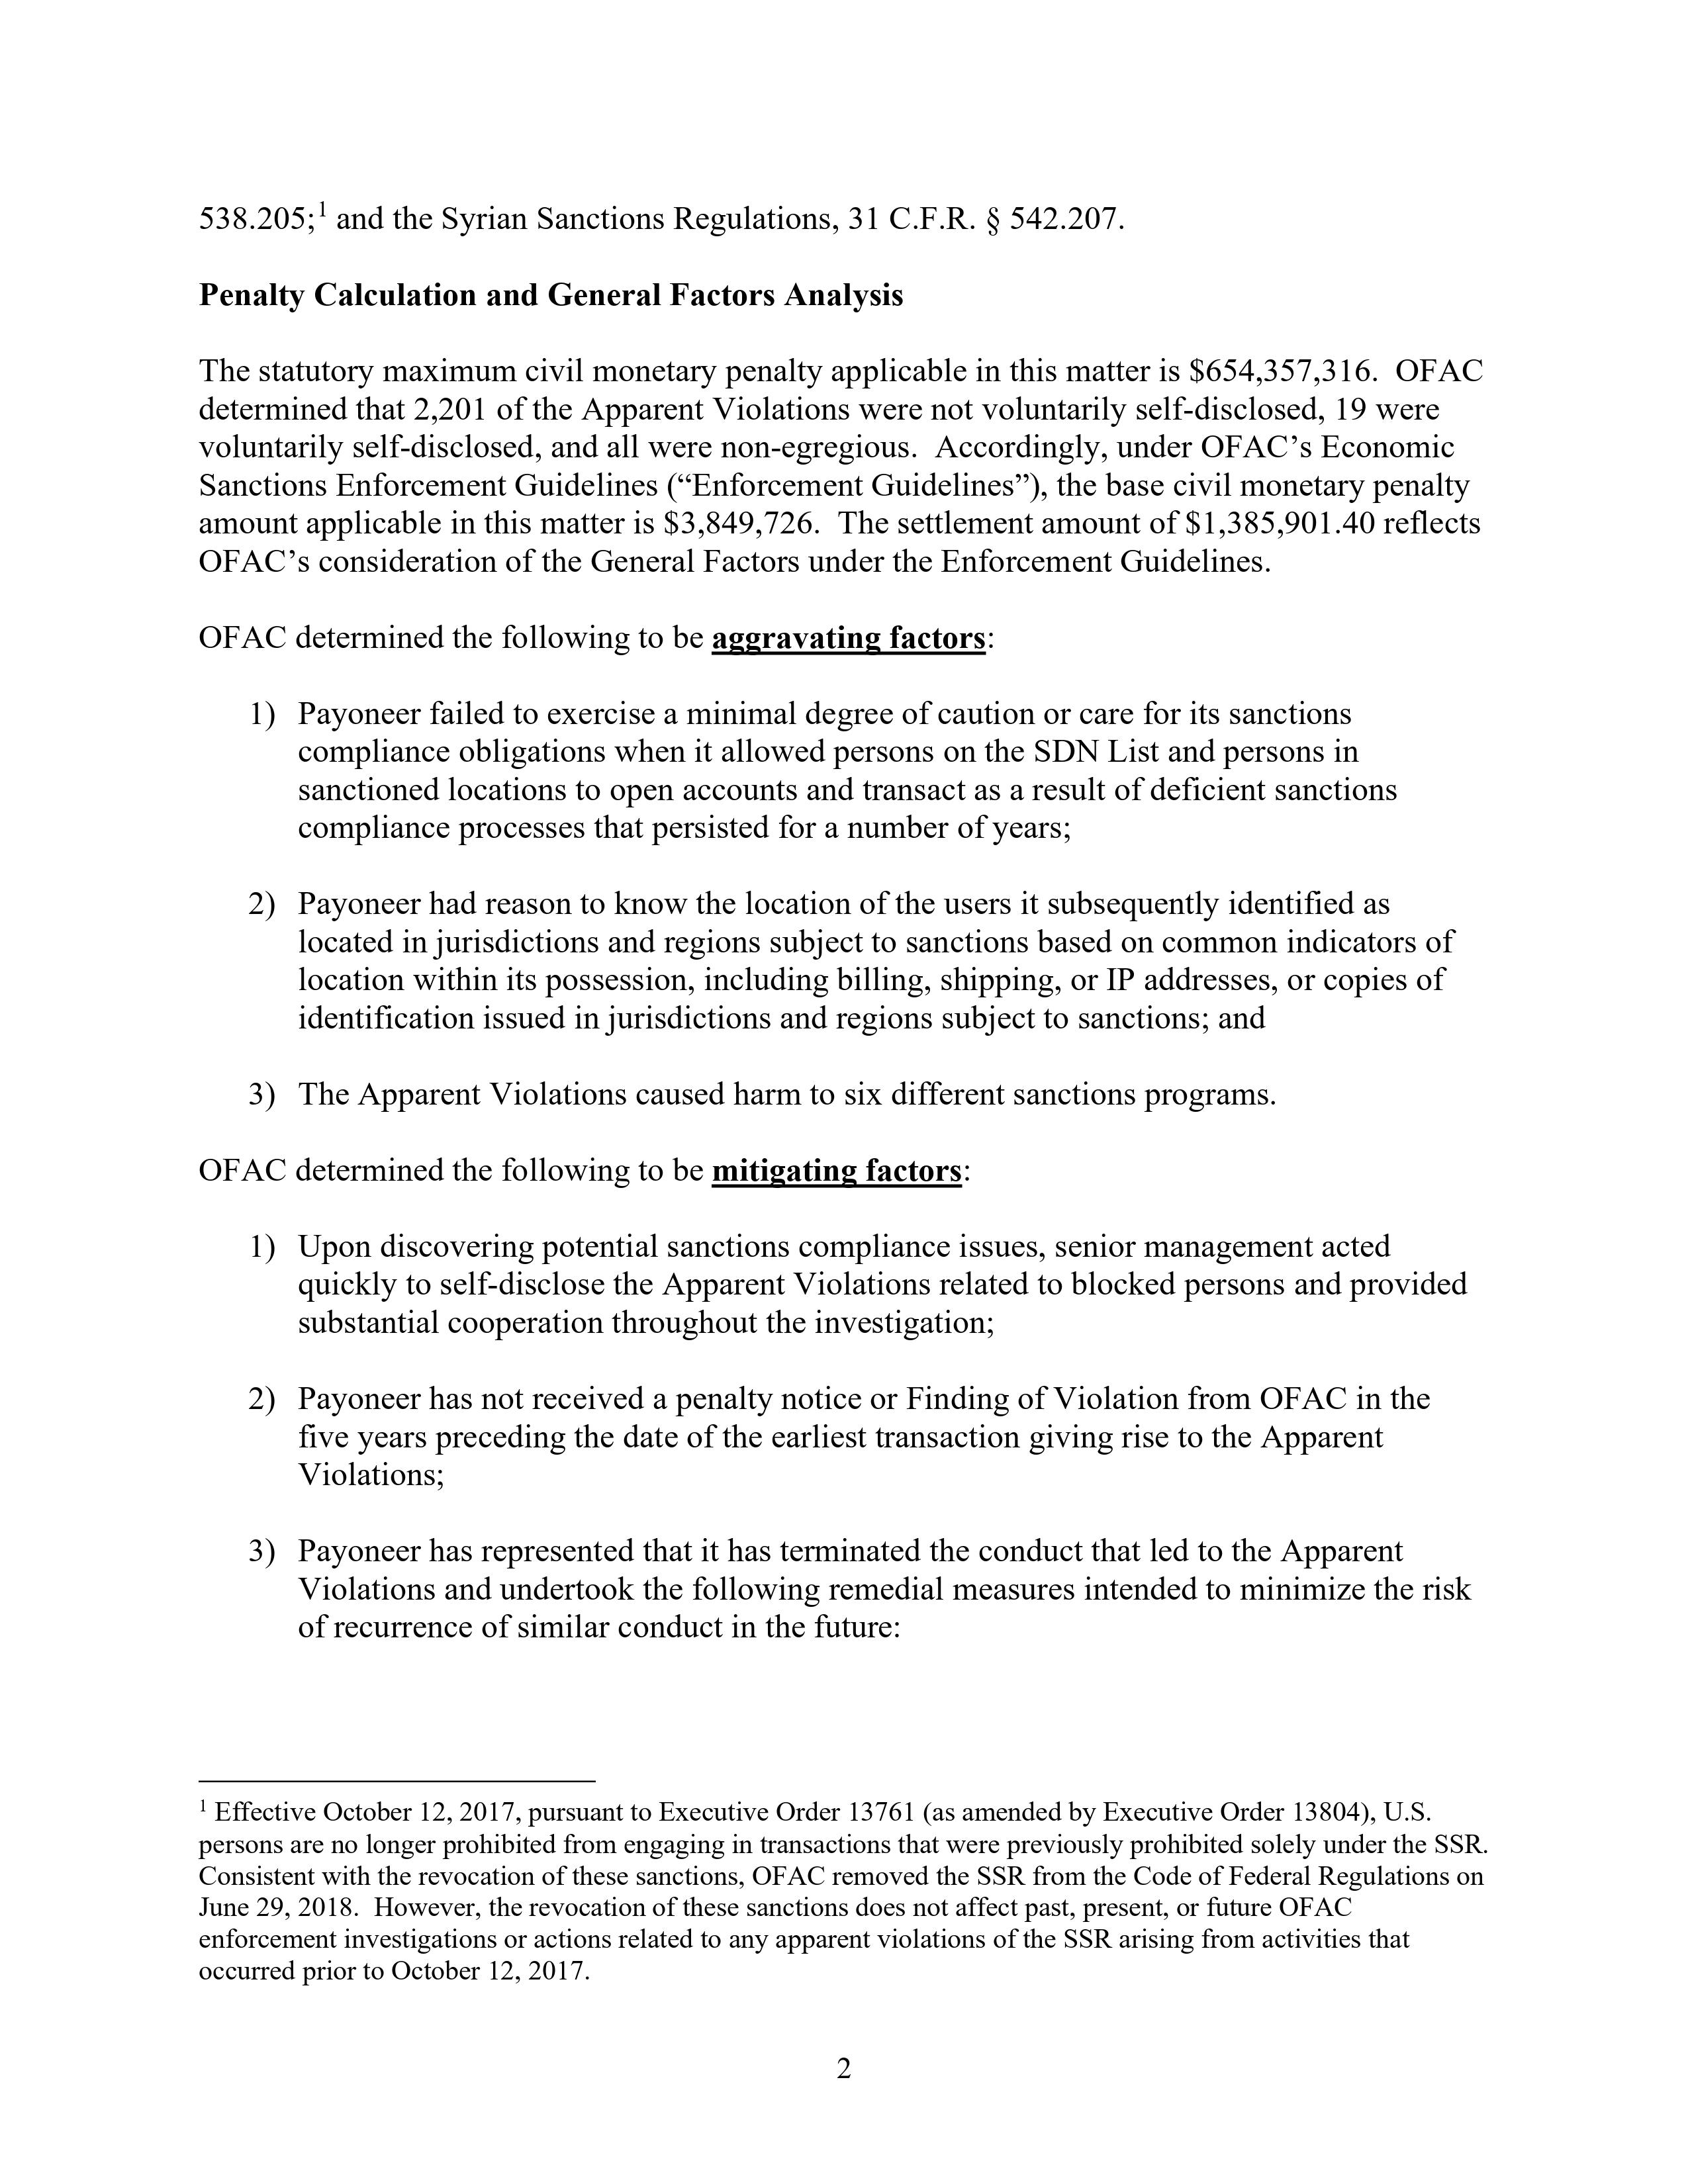 538.205;1 and the Syrian Sanctions Regulations, 31 C.F.R. § 542.207.
Penalty Calculation and General Factors Analysis
The statutory maximum civil monetary penalty applicable in this matter is $654,357,316.  OFAC
determined that 2,201 of the Apparent Violations were not voluntarily self-disclosed, 19 were
voluntarily self-disclosed, and all were non-egregious.  Accordingly, under OFAC’s Economic
Sanctions Enforcement Guidelines (“Enforcement Guidelines”), the base civil monetary penalty
amount applicable in this matter is $3,849,726.  The settlement amount of $1,385,901.40 reflects
OFAC’s consideration of the General Factors under the Enforcement Guidelines.
OFAC determined the following to be aggravating factors:
1) Payoneer failed to exercise a minimal degree of caution or care for its sanctions
compliance obligations when it allowed persons on the SDN List and persons in
sanctioned locations to open accounts and transact as a result of deficient sanctions
compliance processes that persisted for a number of years;
2) Payoneer had reason to know the location of the users it subsequently identified as
located in jurisdictions and regions subject to sanctions based on common indicators of
location within its possession, including billing, shipping, or IP addresses, or copies of
identification issued in jurisdictions and regions subject to sanctions; and
3) The Apparent Violations caused harm to six different sanctions programs.
OFAC determined the following to be mitigating factors:
1) Upon discovering potential sanctions compliance issues, senior management acted
quickly to self-disclose the Apparent Violations related to blocked persons and provided
substantial cooperation throughout the investigation;
2) Payoneer has not received a penalty notice or Finding of Violation from OFAC in the
five years preceding the date of the earliest transaction giving rise to the Apparent
Violations;
3) Payoneer has represented that it has terminated the conduct that led to the Apparent
Violations and undertook the following remedial measures intended to minimize the risk
of recurrence of similar conduct in the future:
1 Effective October 12, 2017, pursuant to Executive Order 13761 (as amended by Executive Order 13804), U.S.
persons are no longer prohibited from engaging in transactions that were previously prohibited solely under the SSR.
Consistent with the revocation of these sanctions, OFAC removed the SSR from the Code of Federal Regulations on
June 29, 2018.  However, the revocation of these sanctions does not affect past, present, or future OFAC
enforcement investigations or actions related to any apparent violations of the SSR arising from activities that
occurred prior to October 12, 2017.
2